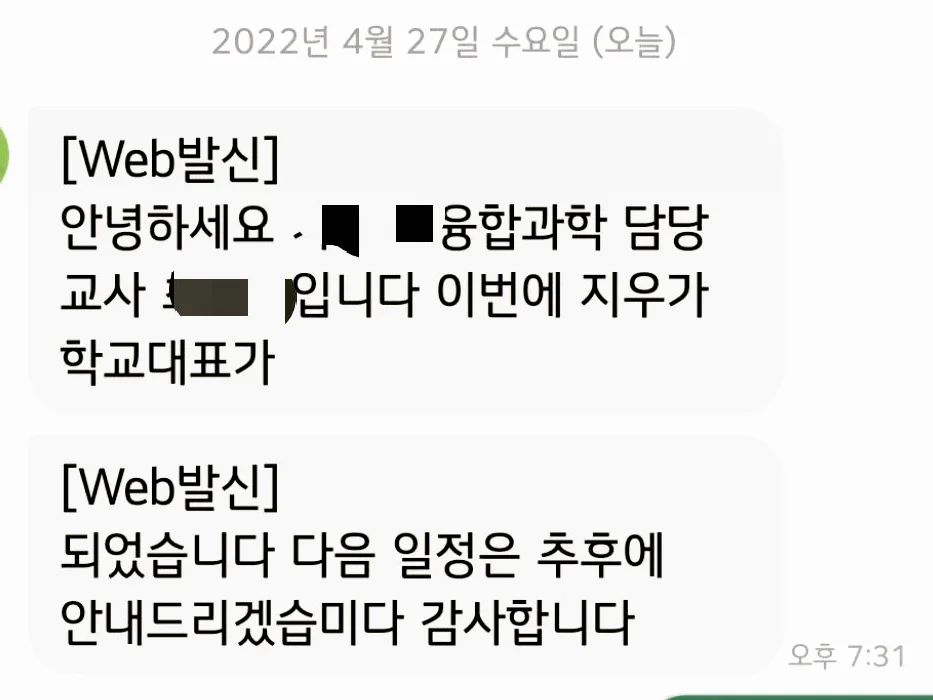 2022년 4월 27일 수요일 (오늘)
[Web발신]
안녕하세요 융합과학 담당
교사 입니다 이번에 지우가
학교대표가
[Web발신]
되었습니다 다음 일정은 추후에
안내드리겠습미다 감사합니다
오후 7:31